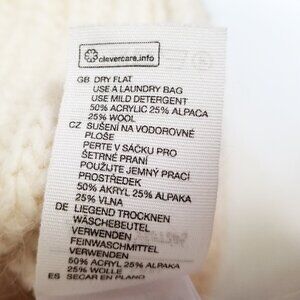 clevercare.info
GB DRY FLAT
USE A LAUNDRY BAG
USE MILD DETERGENT
50% ACRYLIC 25% ALPACA
25% WOOL
CZ SUŠENÍ NA VODOROVNÉ
PLOŠE
PERTE V SÁČKU PRO
ŠETRNÉ PRANÍ
POUŽIJTE JEMNÝ PRACÍ
PROSTŘEDEK
50% AKRYL 25% ALPAKA
25% VLNA
DE LIEGEND TROCKNEN
WÄSCHEBEUTEL
VERWENDEN
FEINWASCHMITTEL
VERWENDEN
50% ACRYL 25% ALPAKA
25% WOLLE
ES SECAR EN PLANO